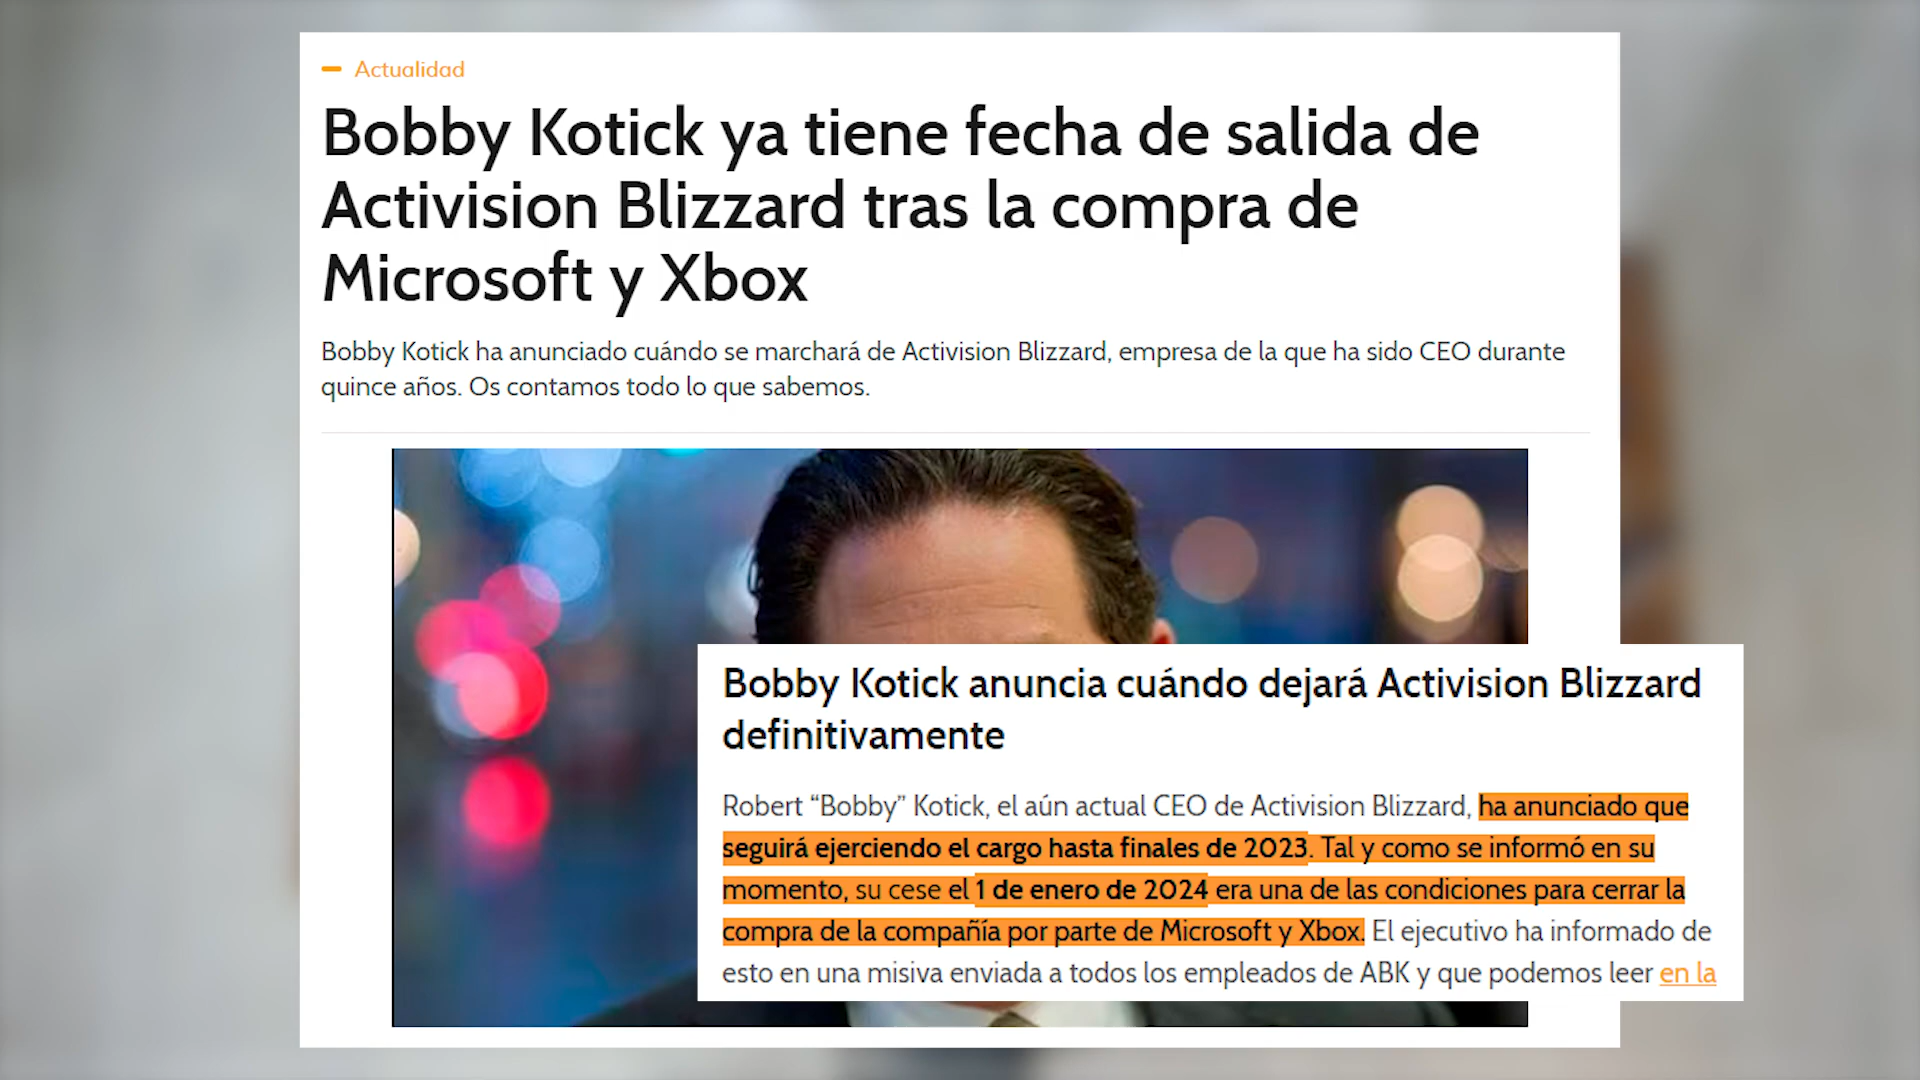 Actualidad
Bobby Kotick ya tiene fecha de salida de
Activision Blizzard tras la compra de
Microsoft y Xbox
Bobby Kotick ha anunciado cuándo se marchará de Activision Blizzard, empresa de la que ha sido CEO durante
quince años. Os contamos todo lo que sabemos.
Bobby Kotick anuncia cuándo dejará Activision Blizzard
definitivamente
Robert “Bobby” Kotick, el aún actual CEO de Activision Blizzard, ha anunciado que
seguirá ejerciendo el cargo hasta finales de 2023. Tal y como se informó en su
momento, su cese el 1 de enero de 2024 era una de las condiciones para cerrar la
compra de la compañía por parte de Microsoft y Xbox. El ejecutivo ha informado de
esto en una misiva enviada a todos los empleados de ABK y que podemos leer en la